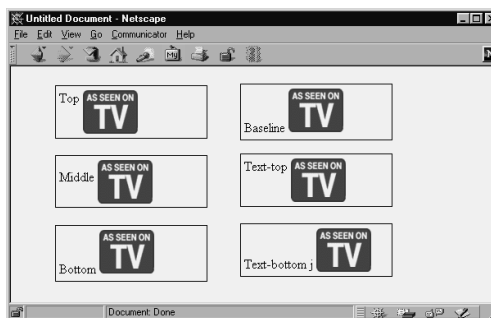 Untitled Document - Netscape
File Edit View Go Communicator Help
My
N
Top AS SEEN ON TV
Baseline AS SEEN ON TV
Middle AS SEEN ON TV
Text-top AS SEEN ON TV
Bottom AS SEEN ON TV
Text-bottom j AS SEEN ON TV
Document: Done